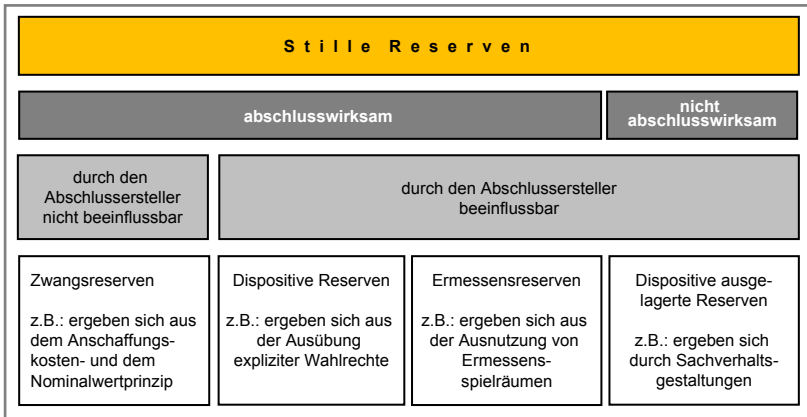 Stille Reserven
abschlusswirksam
nicht
abschlusswirksam
durch den
Abschlussersteller
nicht beeinflussbar
durch den Abschlussersteller
beeinflussbar
Zwangsreserven
z.B.: ergeben sich aus
dem Anschaffungs-
kosten- und dem
Nominalwertprinzip
Dispositive Reserven
z.B.: ergeben sich aus
der Ausübung
expliziter Wahlrechte
Ermessensreserven
z.B.: ergeben sich aus
der Ausnutzung von
Ermessens-
spielräumen
Dispositive ausge-
lagerte Reserven
z.B.: ergeben sich
durch Sachverhalts-
gestaltungen